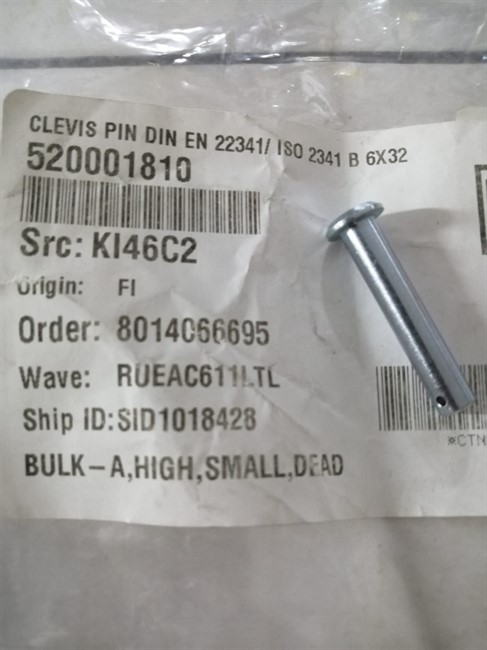 CLEVIS PIN DIN EN 22341/ ISO 2341 B 6X32
520001810
Src: KI46C2
Origin: FI
Order: 8014066695
Wave: RUEAC611LTL
Ship ID:SID1018428
BULK-A,HIGH,SMALL,DEAD
*CTN